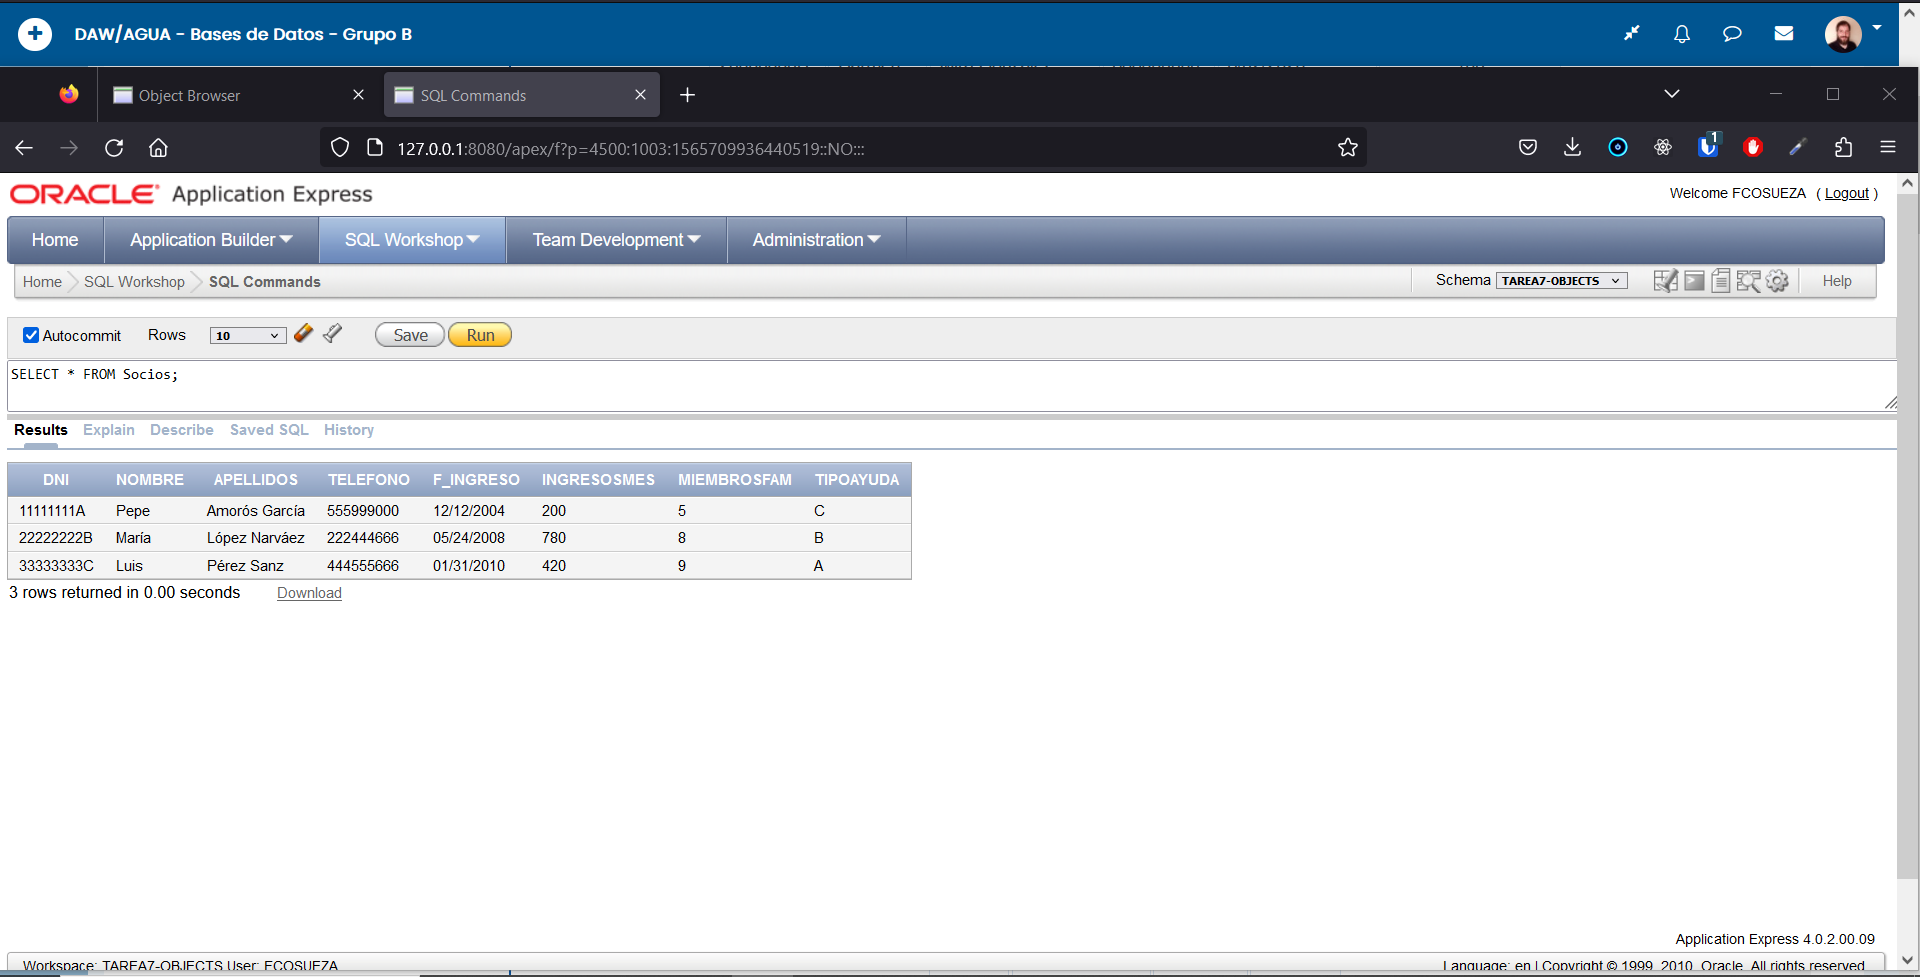 DAW/AGUA - Bases de Datos - Grupo B
Object Browser
SQL Commands
1
127.0.0.1:8080/apex/f?p=4500:1003:1565709936440519::NO:::
ORACLE® Application Express
Welcome FCOSUEZA ( Logout )
Home Application Builder SQL Workshop Team Development Administration
Home SQL Workshop SQL Commands
Schema TAREA7-OBJECTS Help
Autocommit Rows 10 Save Run
SELECT * FROM Socios;
Results Explain Describe Saved SQL History
DNI NOMBRE APELLIDOS TELEFONO F_INGRESO INGRESOSMES MIEMBROSFAM TIPOAYUDA
11111111A Pepe Amorós García 555999000 12/12/2004 200 5 C
22222222B María López Narváez 222444666 05/24/2008 780 8 B
33333333C Luis Pérez Sanz 444555666 01/31/2010 420 9 A
3 rows returned in 0.00 seconds Download
Application Express 4.0.2.00.09
Workspace: TAREA7-OBJECTS User: FCOSUEZA
Language: en | Copyright © 1999, 2010, Oracle. All rights reserved.